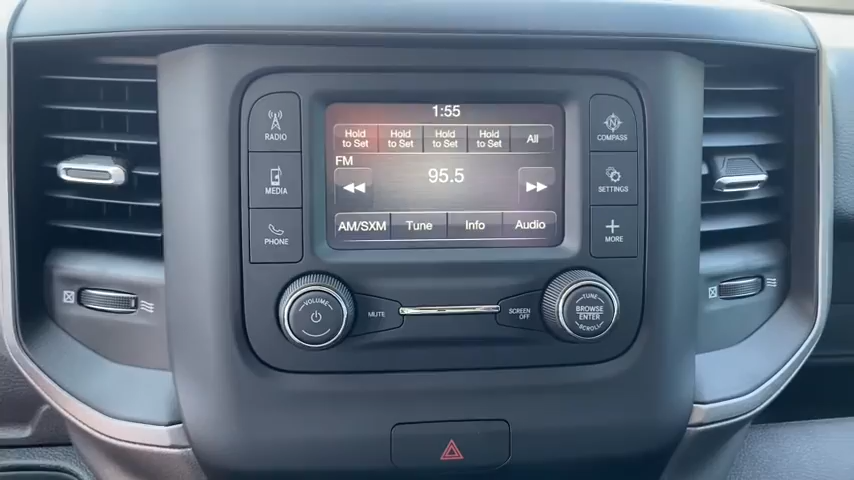 1:55
Hold to Set
Hold to Set
Hold to Set
Hold to Set
All
FM
95.5
AM/SXM
Tune
Info
Audio
RADIO
MEDIA
PHONE
N
COMPASS
SETTINGS
MORE
VOLUME
MUTE
SCREEN
OFF
TUNE
BROWSE
ENTER
SCROLL